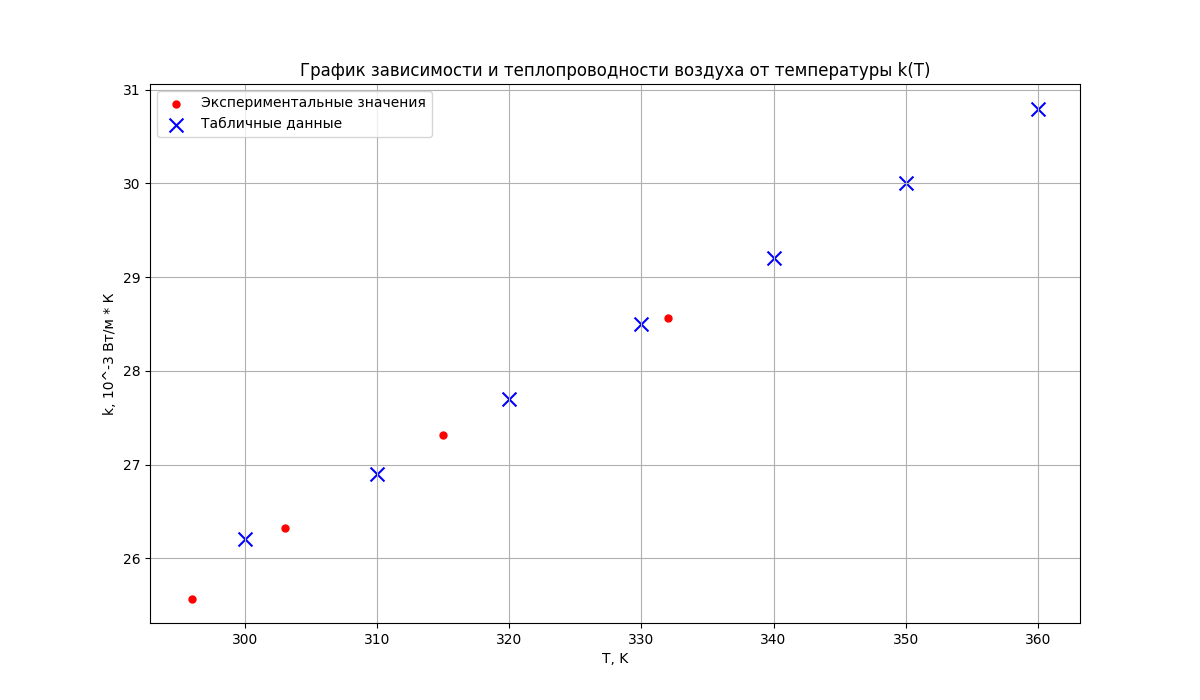 График зависимости и теплопроводности воздуха от температуры k(T)
Экспериментальные значения
Табличные данные
31
30
29
28
27
26
k, 10^-3 Вт/м * К
300
310
320
330
340
350
360
T, K